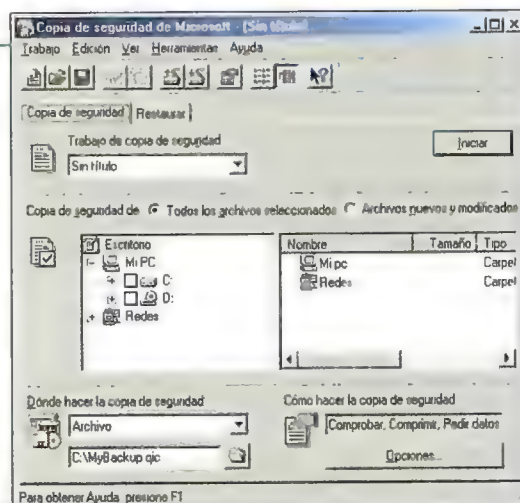 Copia de seguridad de Microsoft - (Sin título)
Trabajo Edición Ver Herramientas Ayuda
Copia de seguridad Restaurar
Trabajo de copia de seguridad
Sin título
Iniciar
Copia de seguridad de Todos los archivos seleccionados Archivos nuevos y modificados
Escritorio
Mi PC
C:
D:
Redes
Nombre Tamaño Tipo
Mi pc Carpet
Redes Carpet
Dónde hacer la copia de seguridad
Archivo
C:\MyBackup qic
Cómo hacer la copia de seguridad
Comprobar, Comprimir, Pedir datos
Opciones...
Para obtener Ayuda, presione F1